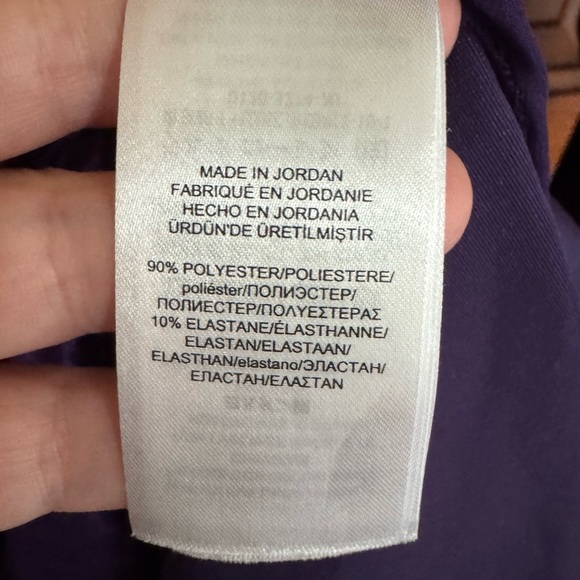 MADE IN JORDAN
FABRIQUÉ EN JORDANIE
HECHO EN JORDANIA
ÜRDÜN'DE ÜRETİLMİŞTİR
90% POLYESTER/POLIESTERE/
poliéster/ПОЛИЭСТЕР/
ПОЛИЕСТЕР/ΠΟΛΥΕΣΤΕΡΑΣ
10% ELASTANE/ÉLASTHANNE/
ELASTAN/ELASTAAN/
ELASTHAN/elastano/ЭЛАСТАН/
ЕЛАСТАН/ΕΛΑΣΤΑΝ